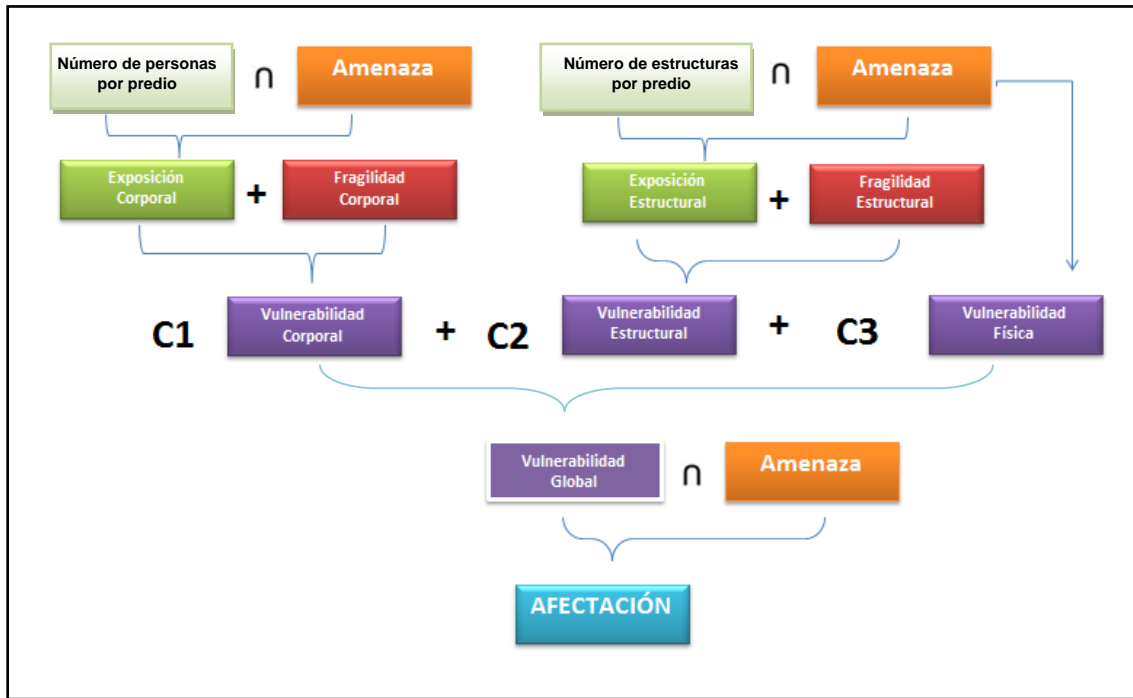 Número de personas
por predio
∩
Amenaza
Número de estructuras
por predio
∩
Amenaza
Exposición
Corporal
+
Fragilidad
Corporal
Exposición
Estructural
+
Fragilidad
Estructural
C1
Vulnerabilidad
Corporal
+
C2
Vulnerabilidad
Estructural
+
C3
Vulnerabilidad
Física
Vulnerabilidad
Global
∩
Amenaza
AFECTACIÓN